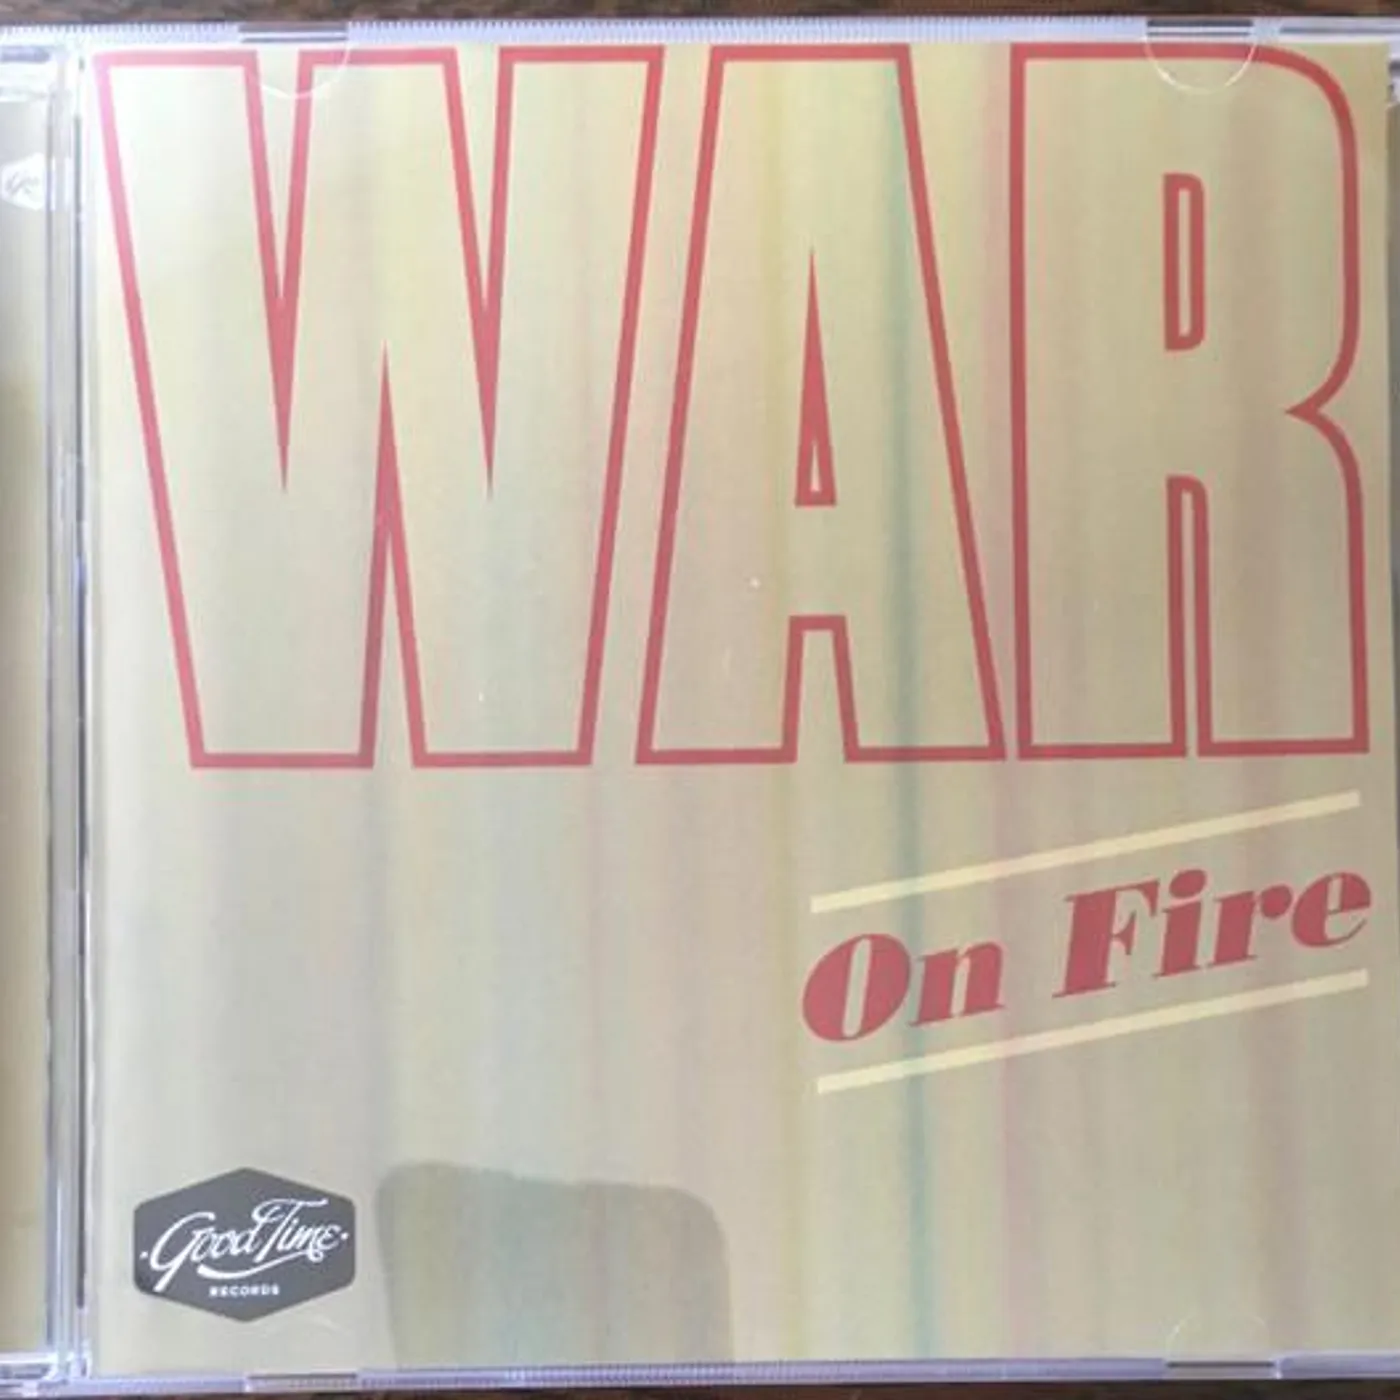 WAR
On Fire
Good Time
RECORDS